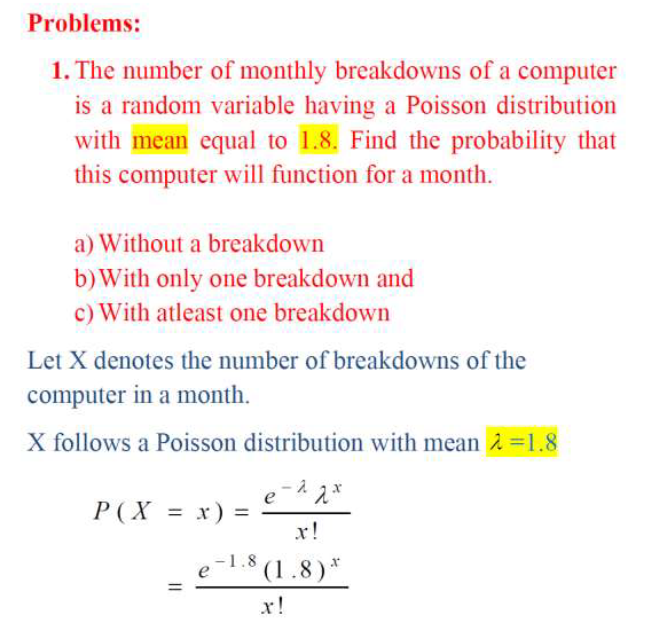 Problems:
1. The number of monthly breakdowns of a computer
is a random variable having a Poisson distribution
with mean equal to 1.8. Find the probability that
this computer will function for a month.
a) Without a breakdown
b) With only one breakdown and
c) With atleast one breakdown
Let X denotes the number of breakdowns of the
computer in a month.
X follows a Poisson distribution with mean λ =1.8
P ( X = x ) = e^{-λ} λ^{x} / x!
= e^{-1.8} (1.8)^{x} / x!